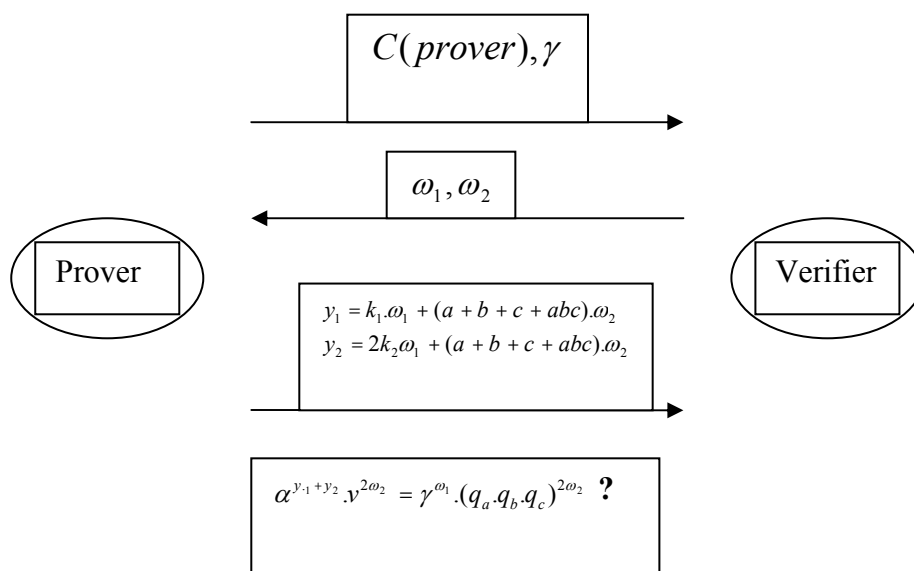 C(prover), γ
ω₁, ω₂
Prover
Verifier
y₁ = k₁.ω₁ + (a + b + c + abc).ω₂
y₂ = 2k₂ω₁ + (a + b + c + abc).ω₂
α^{y₋₁+y₂}.v^{2ω₂} = γ^{ω₁}.(q_a.q_b.q_c)^{2ω₂} ?